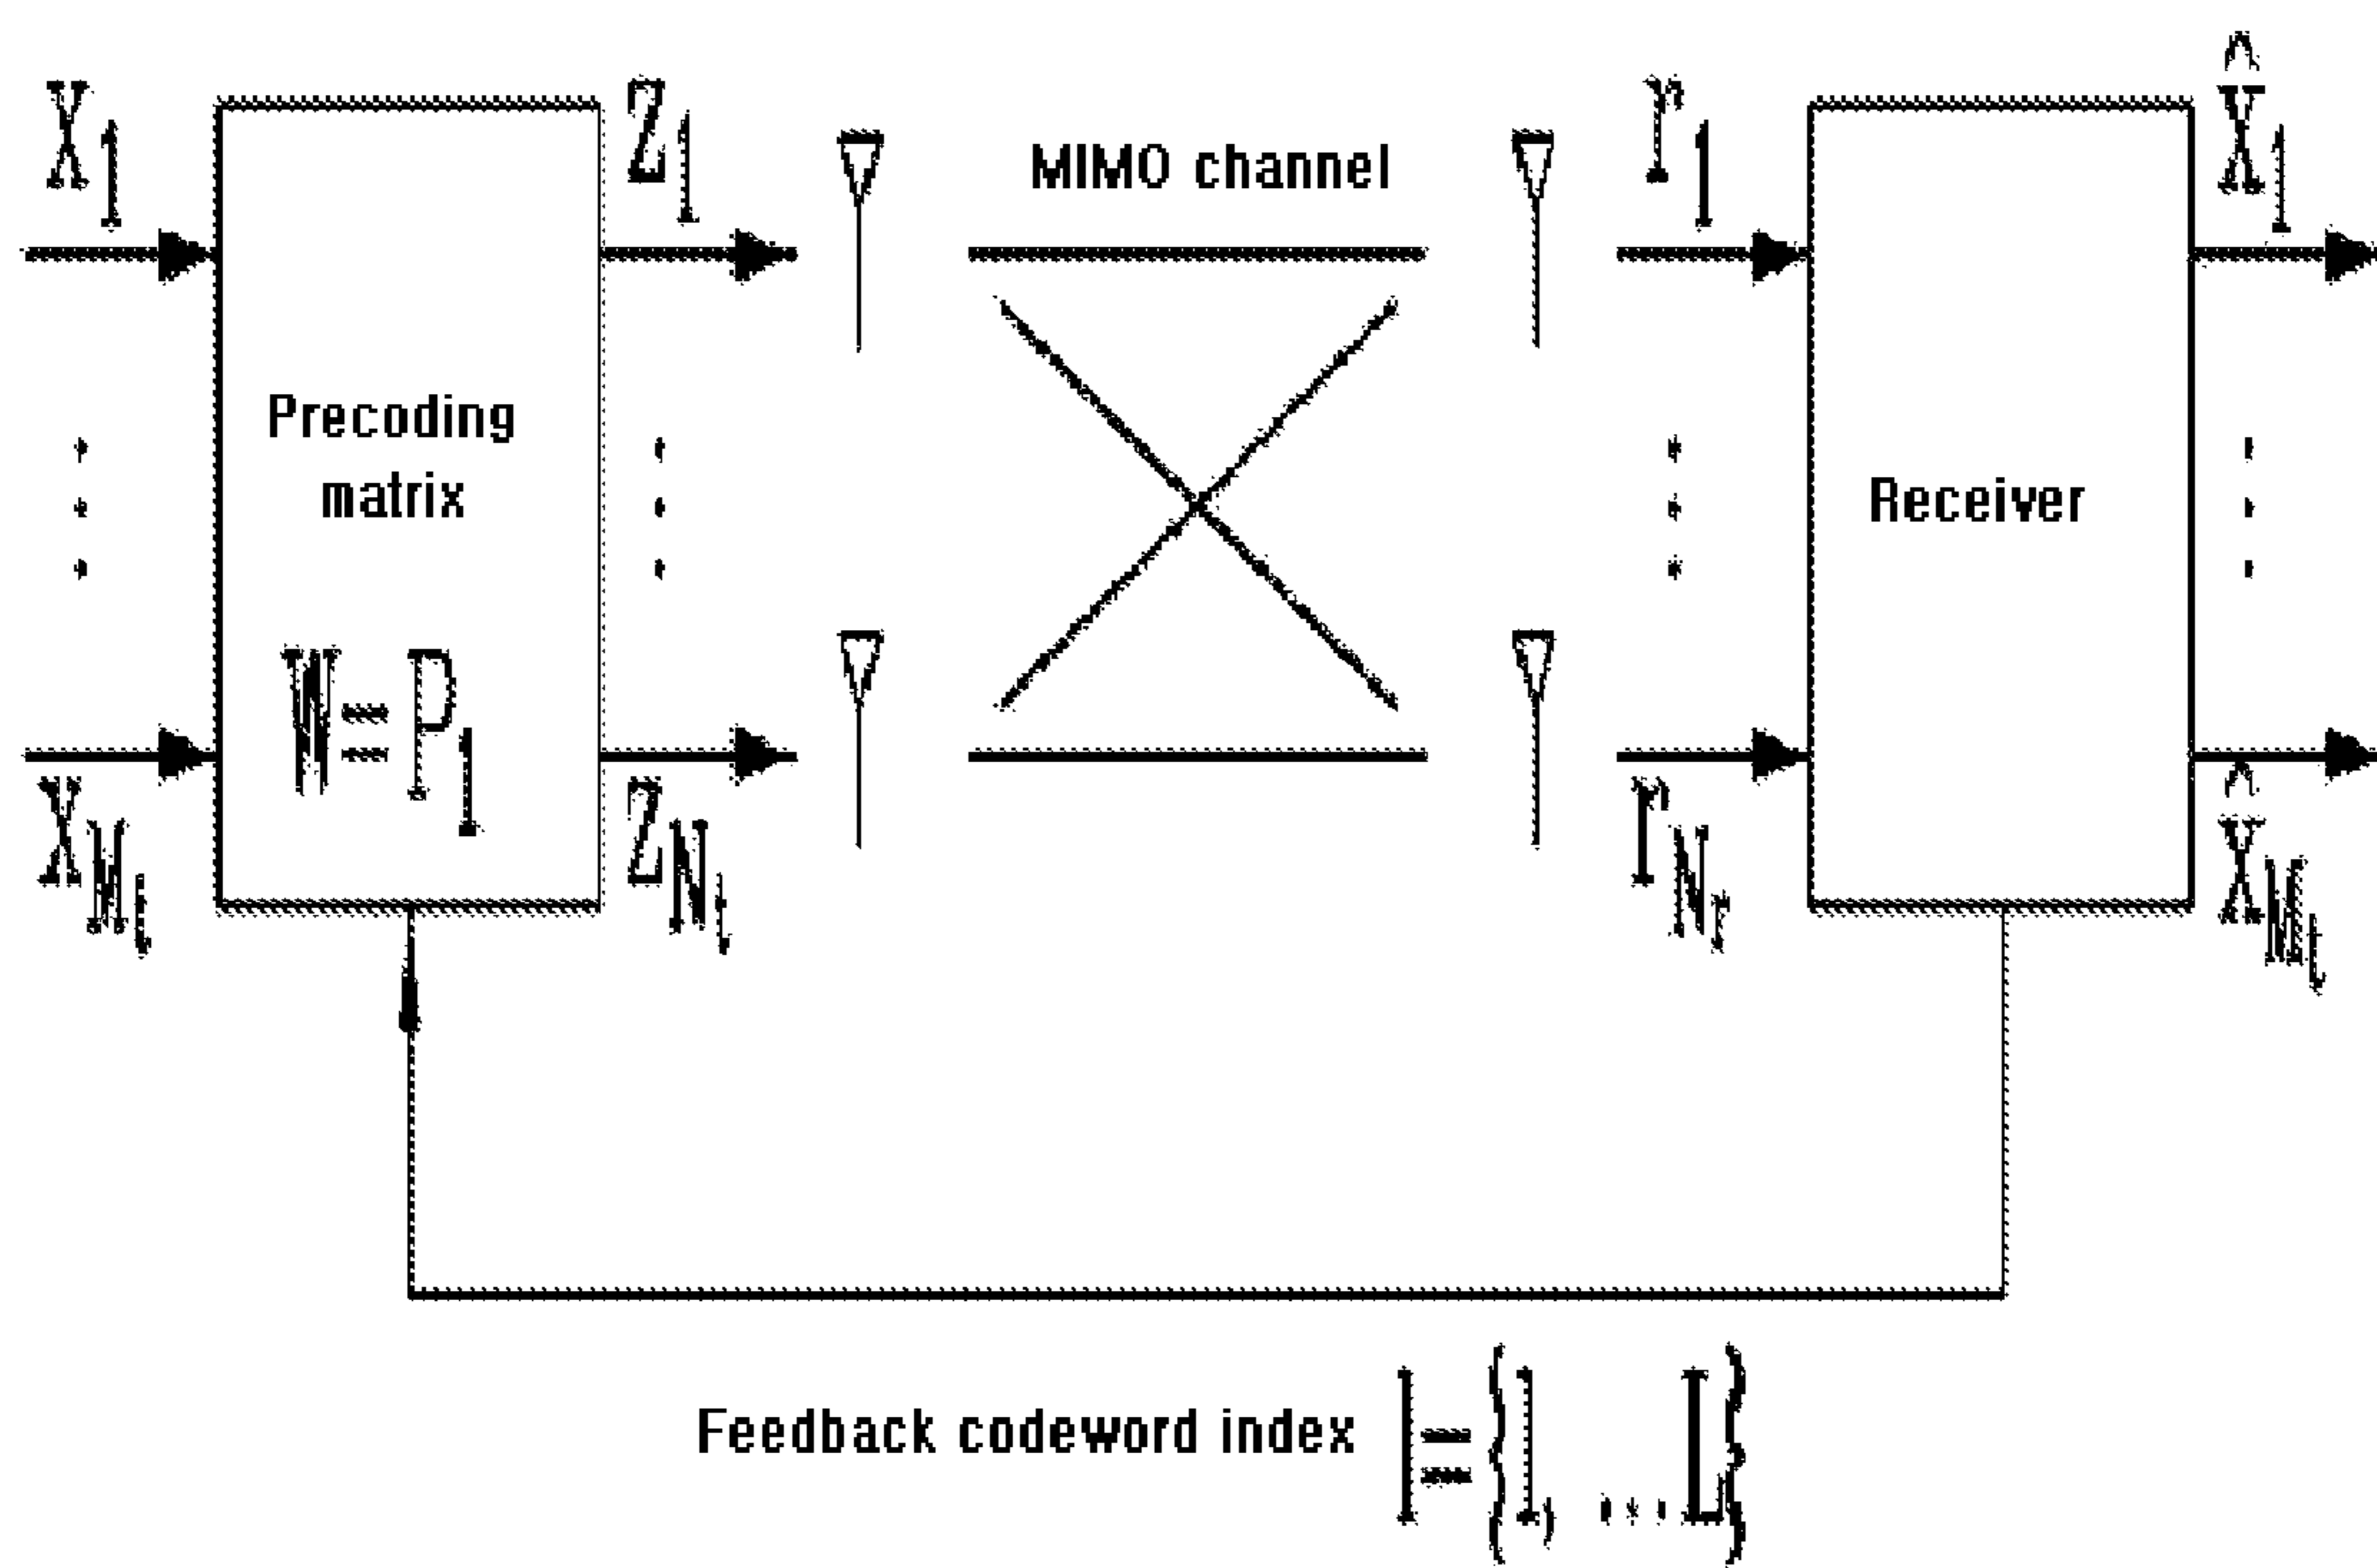 X1
Z1
MIMO channel
r1
X̂1
Precoding
matrix
Receiver
W=P1
XMt
ZNt
rNr
X̂Mt
Feedback codeword index l={1, ...L}